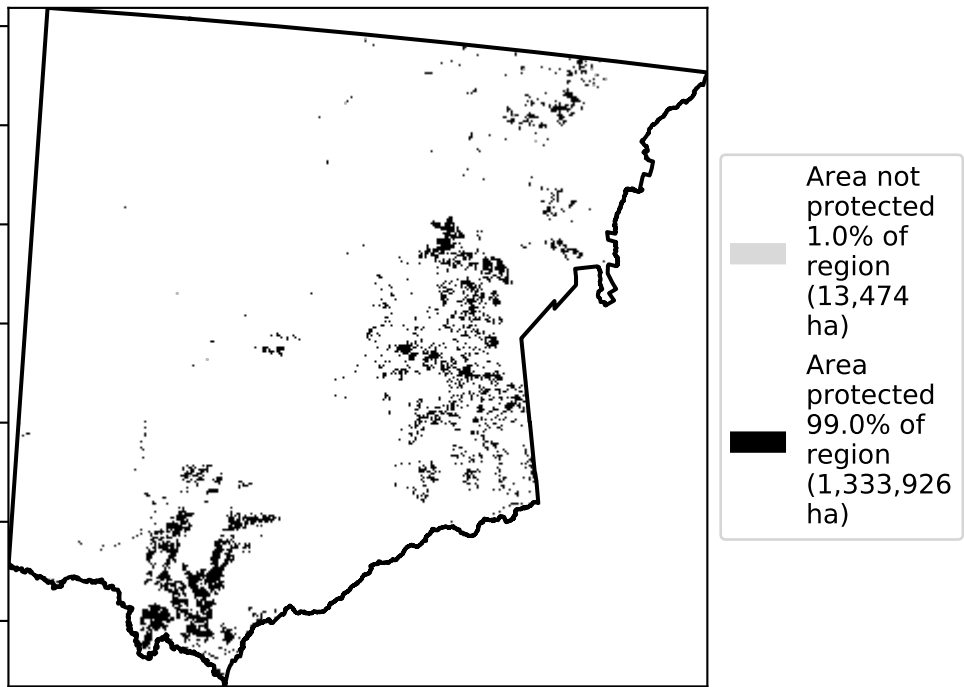 Area not
protected
1.0% of
region
(13,474
ha)
Area
protected
99.0% of
region
(1,333,926
ha)